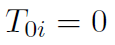 T_{0i} = 0